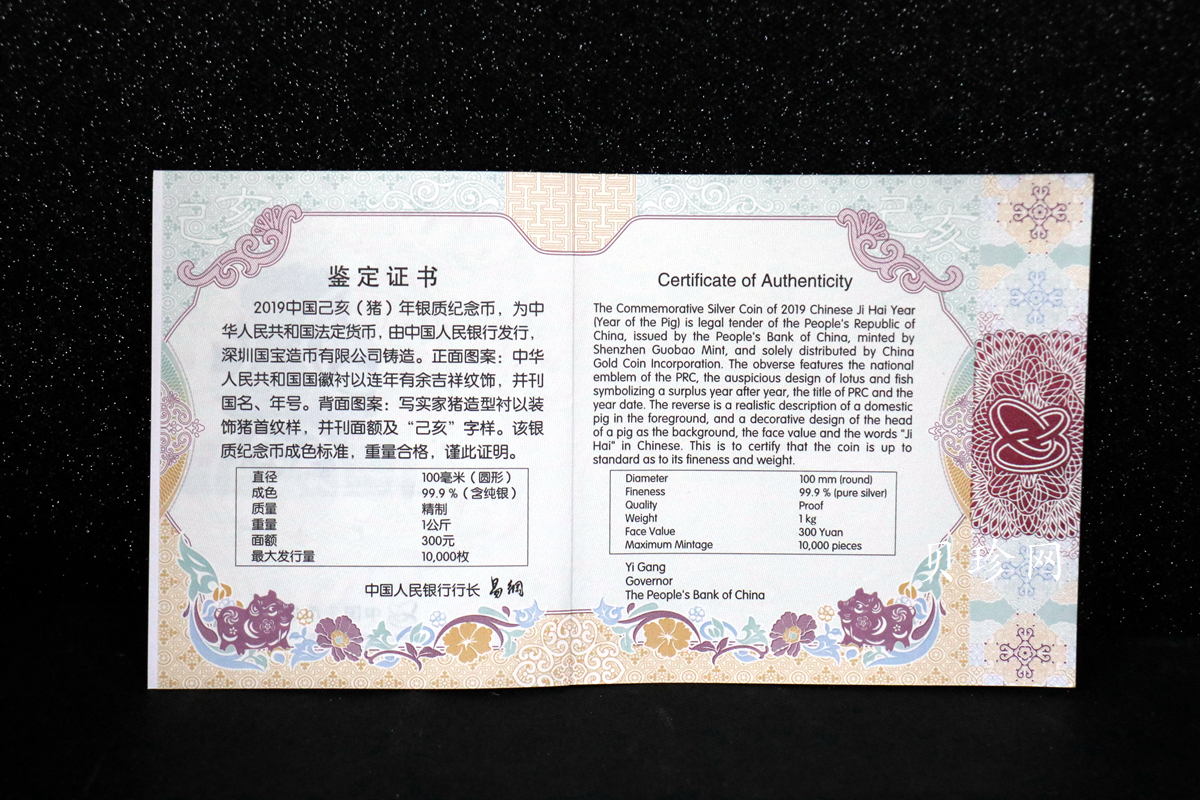 己亥
己亥
鉴定证书
2019中国己亥（猪）年银质纪念币，为中
华人民共和国法定货币，由中国人民银行发行，
深圳国宝造币有限公司铸造。正面图案：中华
人民共和国国徽衬以连年有余吉祥纹饰，并刊
国名、年号。背面图案：写实家猪造型衬以装
饰猪首纹样，并刊面额及“己亥”字样。该银
质纪念币成色标准，重量合格，谨此证明。
直径 100毫米（圆形）
成色 99.9％（含纯银）
质量 精制
重量 1公斤
面额 300元
最大发行量 10,000枚
中国人民银行行长 易纲
Certificate of Authenticity
The Commemorative Silver Coin of 2019 Chinese Ji Hai Year
(Year of the Pig) is legal tender of the People's Republic of
China, issued by the People's Bank of China, minted by
Shenzhen Guobao Mint, and solely distributed by China
Gold Coin Incorporation. The obverse features the national
emblem of the PRC, the auspicious design of lotus and fish
symbolizing a surplus year after year, the title of PRC and the
year date. The reverse is a realistic description of a domestic
pig in the foreground, and a decorative design of the head
of a pig as the background, the face value and the words "Ji
Hai" in Chinese. This is to certify that the coin is up to
standard as to its fineness and weight.
Diameter 100 mm (round)
Fineness 99.9 % (pure silver)
Quality Proof
Weight 1 kg
Face Value 300 Yuan
Maximum Mintage 10,000 pieces
Yi Gang
Governor
The People's Bank of China
贝珍网